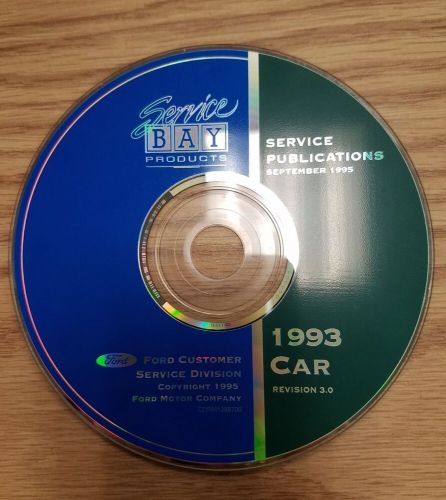 Service
BAY
PRODUCTS
SERVICE
PUBLICATIONS
SEPTEMBER 1995
Ford
FORD CUSTOMER
SERVICE DIVISION
COPYRIGHT 1995
FORD MOTOR COMPANY
1993
CAR
REVISION 3.0